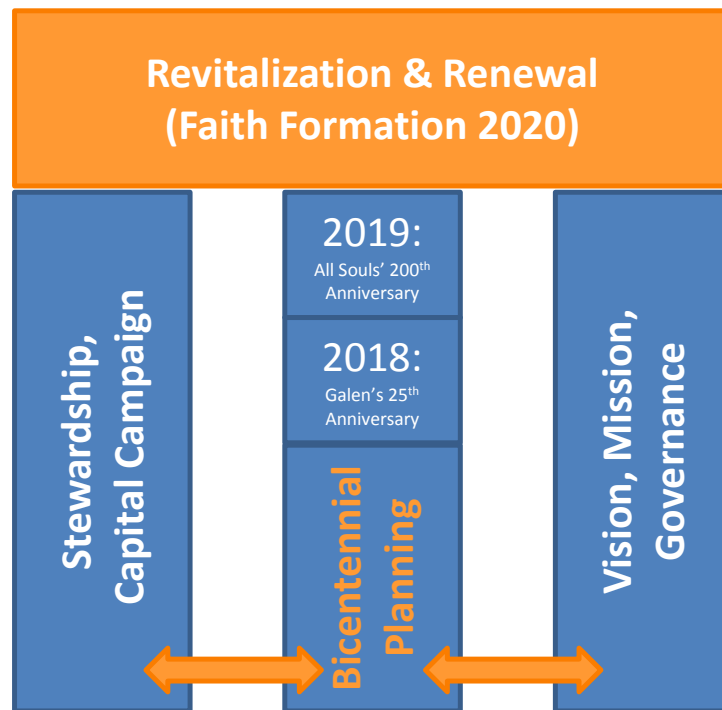 Revitalization & Renewal
(Faith Formation 2020)
Stewardship,
Capital Campaign
2019:
All Souls' 200th
Anniversary
2018:
Galen's 25th
Anniversary
Bicentennial
Planning
Vision, Mission,
Governance